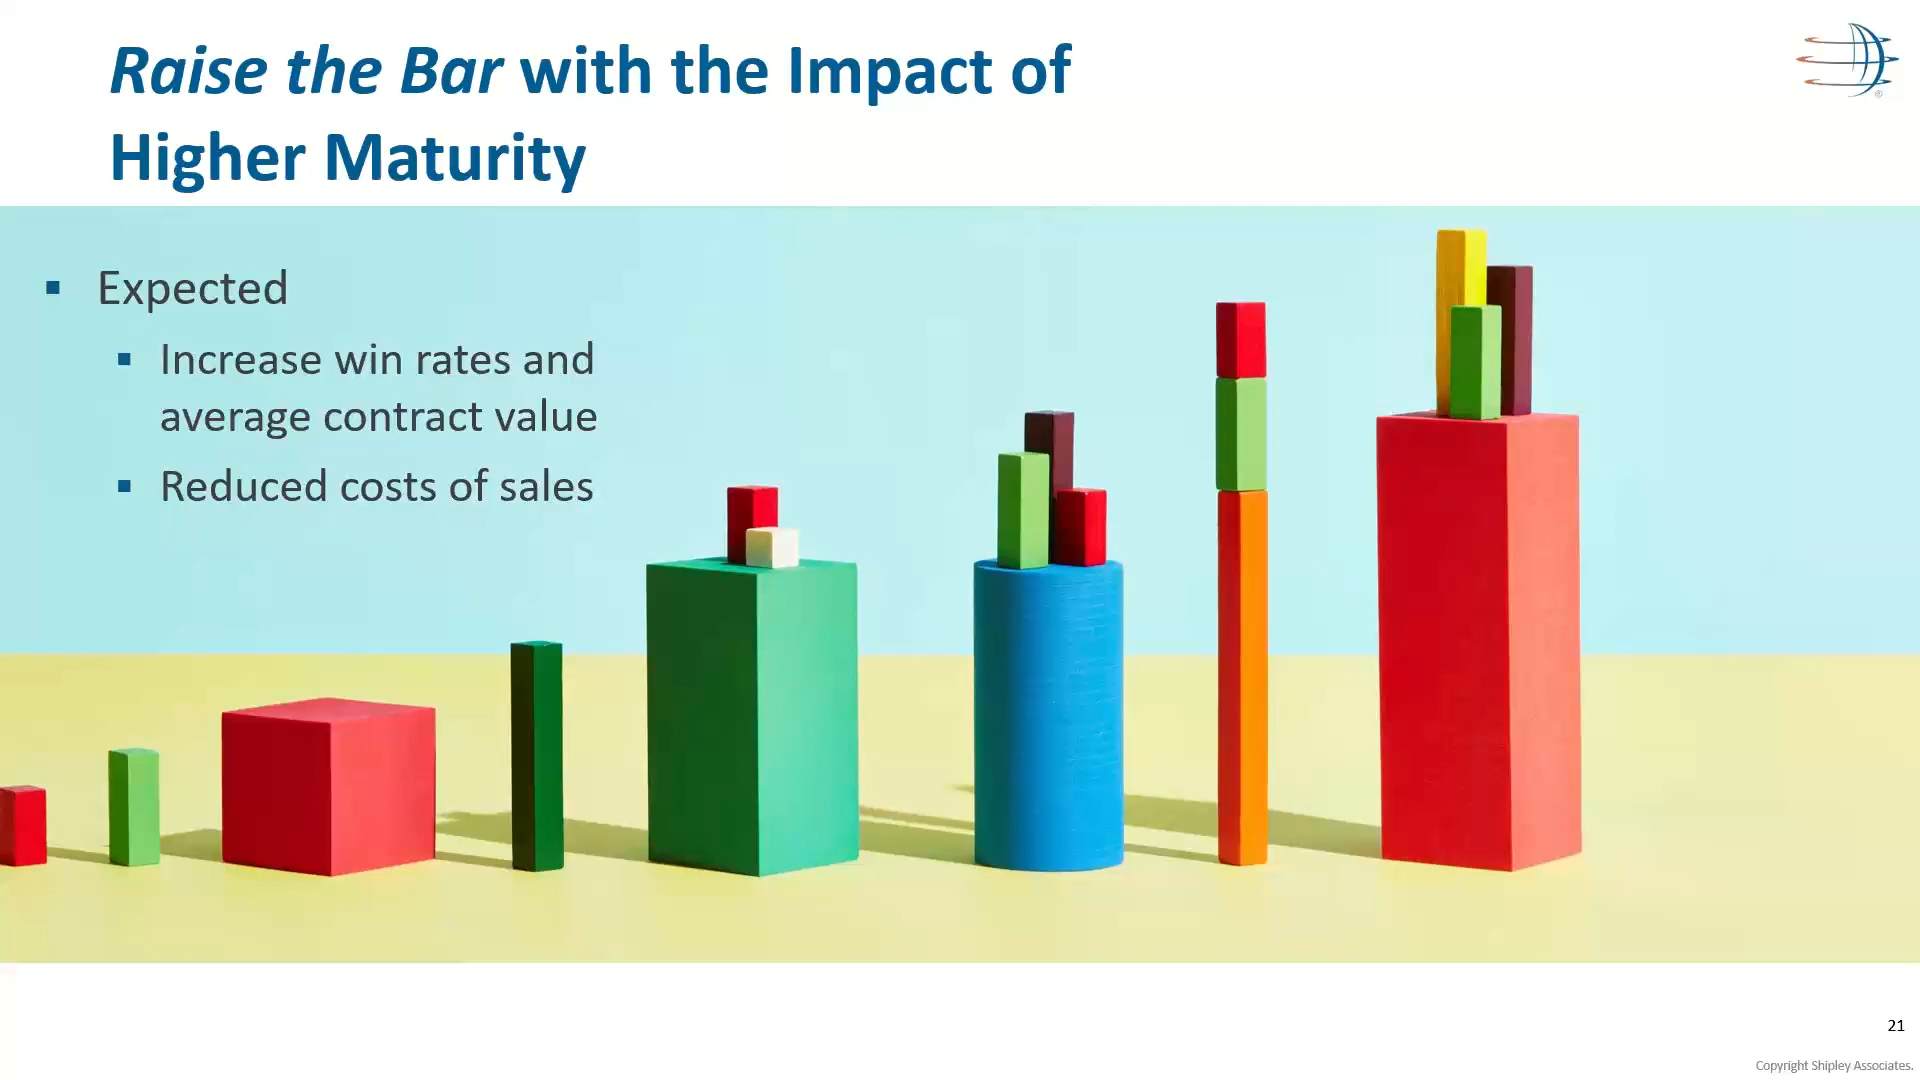 Raise the Bar with the Impact of
Higher Maturity
▪ Expected
▪ Increase win rates and
average contract value
▪ Reduced costs of sales
®
21
Copyright Shipley Associates.